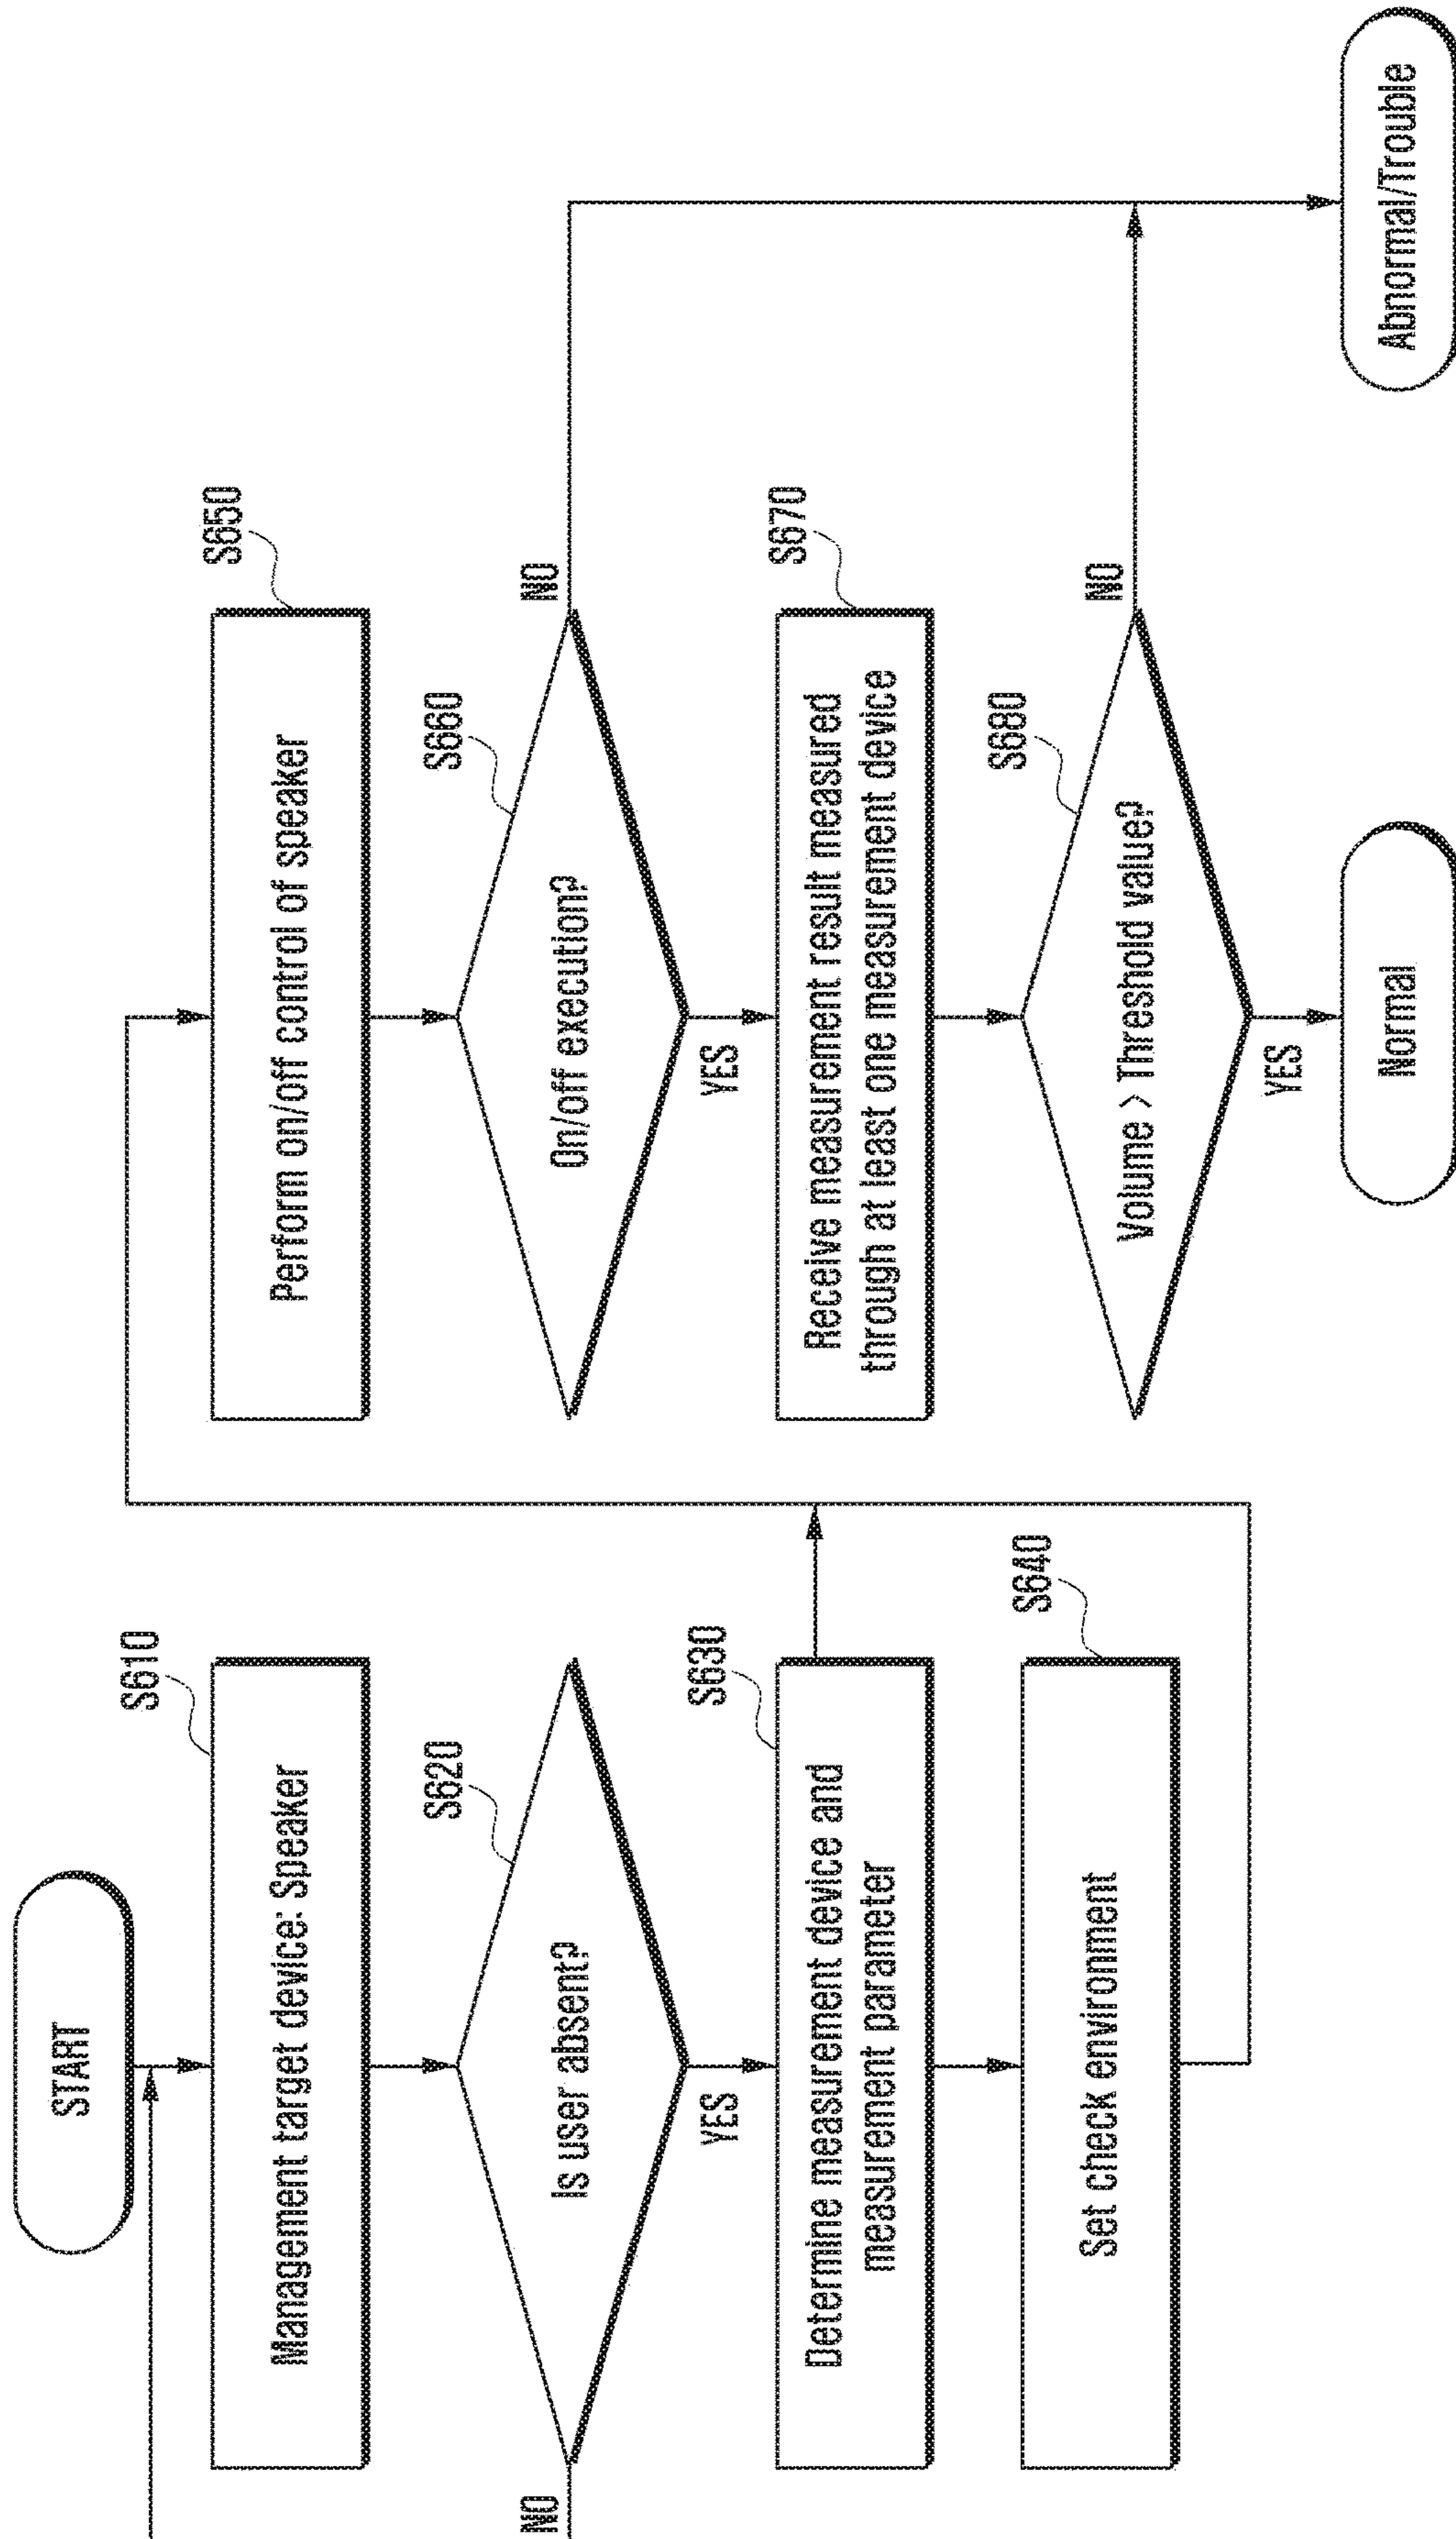 START
S610
Management target device: Speaker
S620
Is user absent?
NO
YES
S630
Determine measurement device and
measurement parameter
S640
Set check environment
S650
Perform on/off control of speaker
S660
On/off execution?
NO
YES
S670
Receive measurement result measured
through at least one measurement device
S680
Volume > Threshold value?
NO
YES
Normal
Abnormal/Trouble